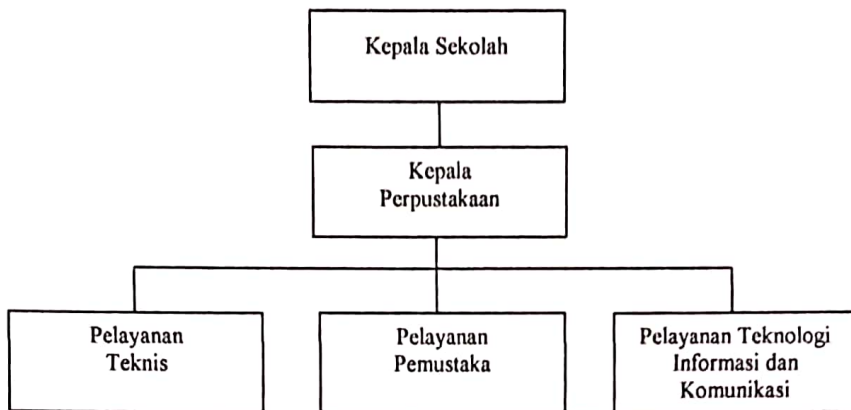 Kepala Sekolah
Kepala
Perpustakaan
Pelayanan
Teknis
Pelayanan
Pemustaka
Pelayanan Teknologi
Informasi dan
Komunikasi